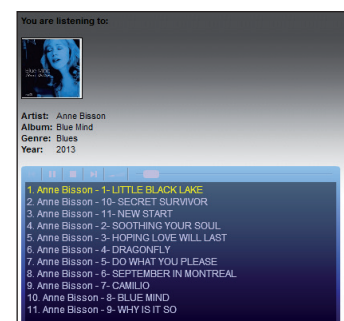 You are listening to:
BLUE MIND
Anne Bisson
Artist: Anne Bisson
Album: Blue Mind
Genre: Blues
Year: 2013
1. Anne Bisson - 1- LITTLE BLACK LAKE
2. Anne Bisson - 10- SECRET SURVIVOR
3. Anne Bisson - 11- NEW START
4. Anne Bisson - 2- SOOTHING YOUR SOUL
5. Anne Bisson - 3- HOPING LOVE WILL LAST
6. Anne Bisson - 4- DRAGONFLY
7. Anne Bisson - 5- DO WHAT YOU PLEASE
8. Anne Bisson - 6- SEPTEMBER IN MONTREAL
9. Anne Bisson - 7- CAMILIO
10. Anne Bisson - 8- BLUE MIND
11. Anne Bisson - 9- WHY IS IT SO